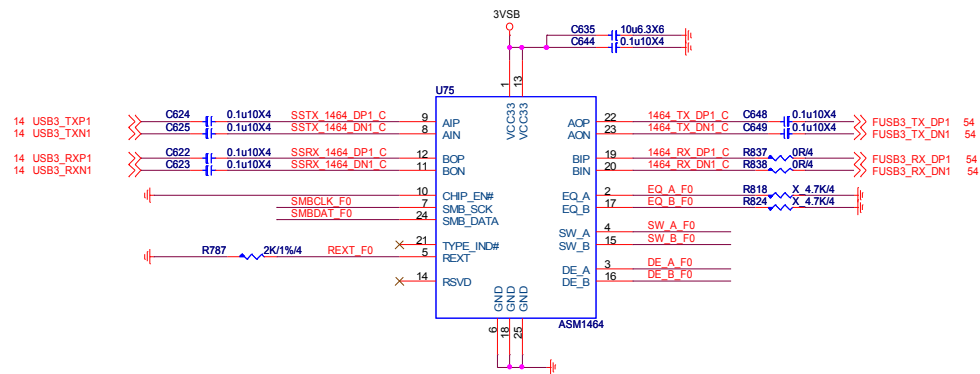 3VSB
C635 10u6.3X6
C644 0.1u10X4
1 13
U75
VCC33 VCC33
14 USB3_TXP1 C624 0.1u10X4 SSTX_1464_DP1_C 9 AIP AOP 22 1464_TX_DP1_C C648 0.1u10X4 FUSB3_TX_DP1 54
14 USB3_TXN1 C625 0.1u10X4 SSTX_1464_DN1_C 8 AIN AON 23 1464_TX_DN1_C C649 0.1u10X4 FUSB3_TX_DN1 54
14 USB3_RXP1 C622 0.1u10X4 SSRX_1464_DP1_C 12 BOP BIP 19 1464_RX_DP1_C R837 0R/4 FUSB3_RX_DP1 54
14 USB3_RXN1 C623 0.1u10X4 SSRX_1464_DN1_C 11 BON BIN 20 1464_RX_DN1_C R838 0R/4 FUSB3_RX_DN1 54
10 CHIP_EN# EQ_A 2 EQ_A_F0 R818 X_4.7K/4
SMBCLK_F0 7 SMB_SCK EQ_B 17 EQ_B_F0 R824 X_4.7K/4
SMBDAT_F0 24 SMB_DATA SW_A 4 SW_A_F0
21 TYPE_IND# SW_B 15 SW_B_F0
R787 2K/1%/4 REXT_F0 5 REXT DE_A 3 DE_A_F0
14 RSVD DE_B 16 DE_B_F0
GND GND GND
ASM1464
6 18 25